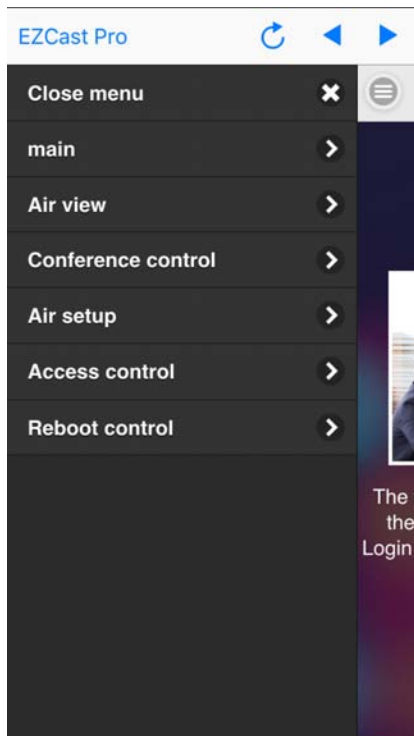 EZCast Pro
Close menu
main
Air view
Conference control
Air setup
Access control
Reboot control
The
the
Login